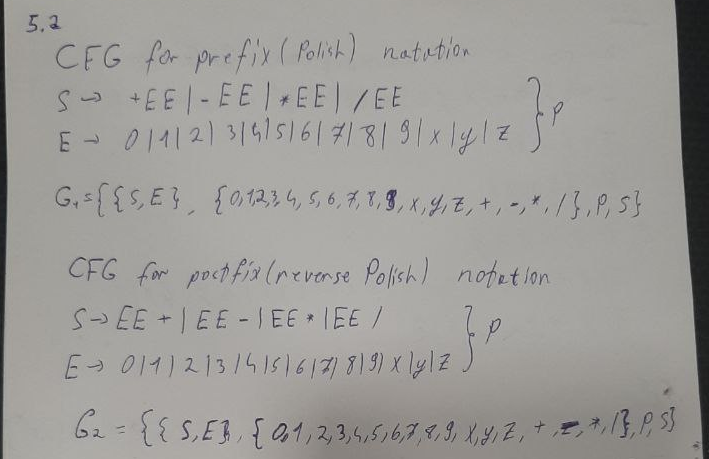 5.2
CFG for prefix (Polish) notation
S → +EE | -EE | *EE | /EE
E → 0|1|2|3|4|5|6|7|8|9|x|y|z } P
G₁={{S,E}, {0,1,2,3,4,5,6,7,8,9,x,y,z,+,-,*,/},P,S}
CFG for postfix (reverse Polish) notation
S → EE+ | EE- | EE* | EE/
E → 0|1|2|3|4|5|6|7|8|9|x|y|z } P
G₂ = {{S,E}, {0,1,2,3,4,5,6,7,8,9,x,y,z,+,-,*,/},P,S}